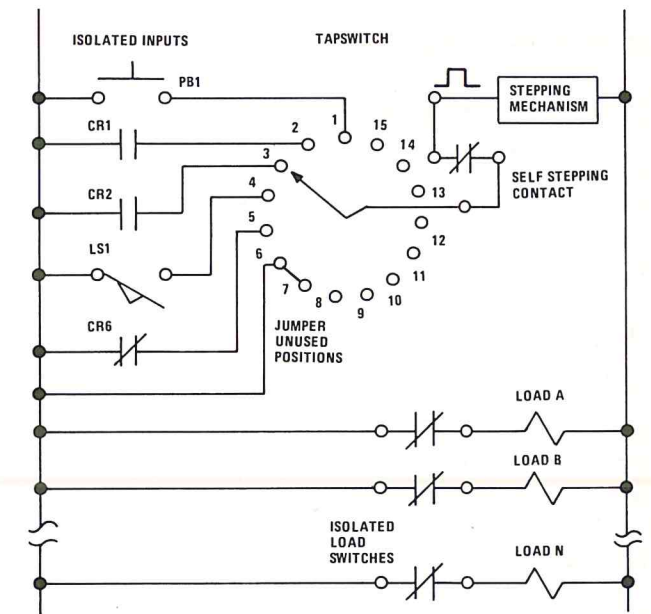 ISOLATED INPUTS
TAPSWITCH
PB1
STEPPING
MECHANISM
CR1
2
1
15
14
3
SELF STEPPING
CONTACT
CR2
4
13
5
12
LS1
6
11
7
8
9
10
CR6
JUMPER
UNUSED
POSITIONS
LOAD A
LOAD B
ISOLATED
LOAD
SWITCHES
LOAD N